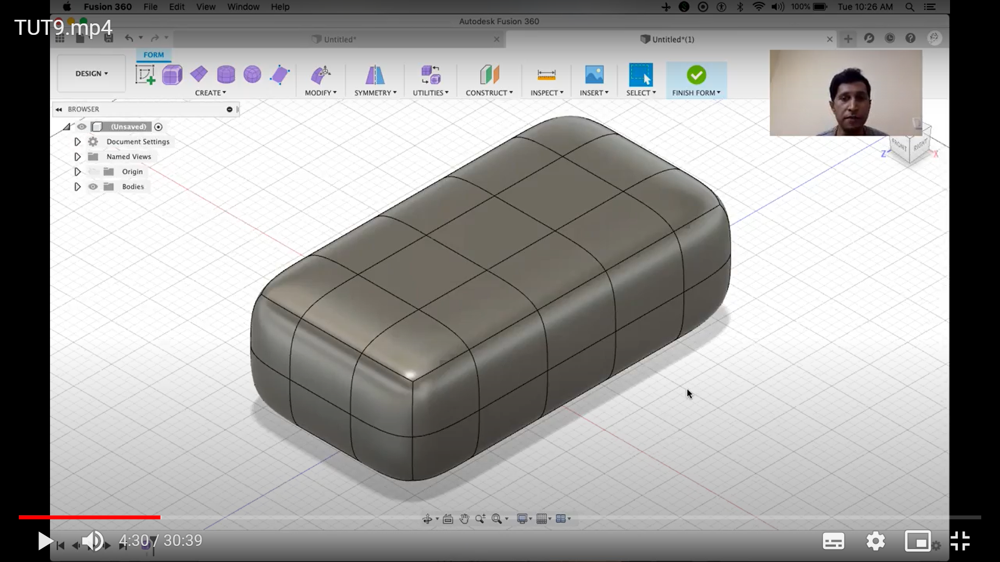 Fusion 360 File Edit View Window Help 100% Tue 10:26 AM
Autodesk Fusion 360
TUT9.mp4
Untitled* Untitled*(1)
FORM
DESIGN
CREATE MODIFY SYMMETRY UTILITIES CONSTRUCT INSPECT INSERT SELECT FINISH FORM
BROWSER
(Unsaved)
Document Settings
Named Views
Origin
Bodies
FRONT RIGHT
Z X
4:30 / 30:39